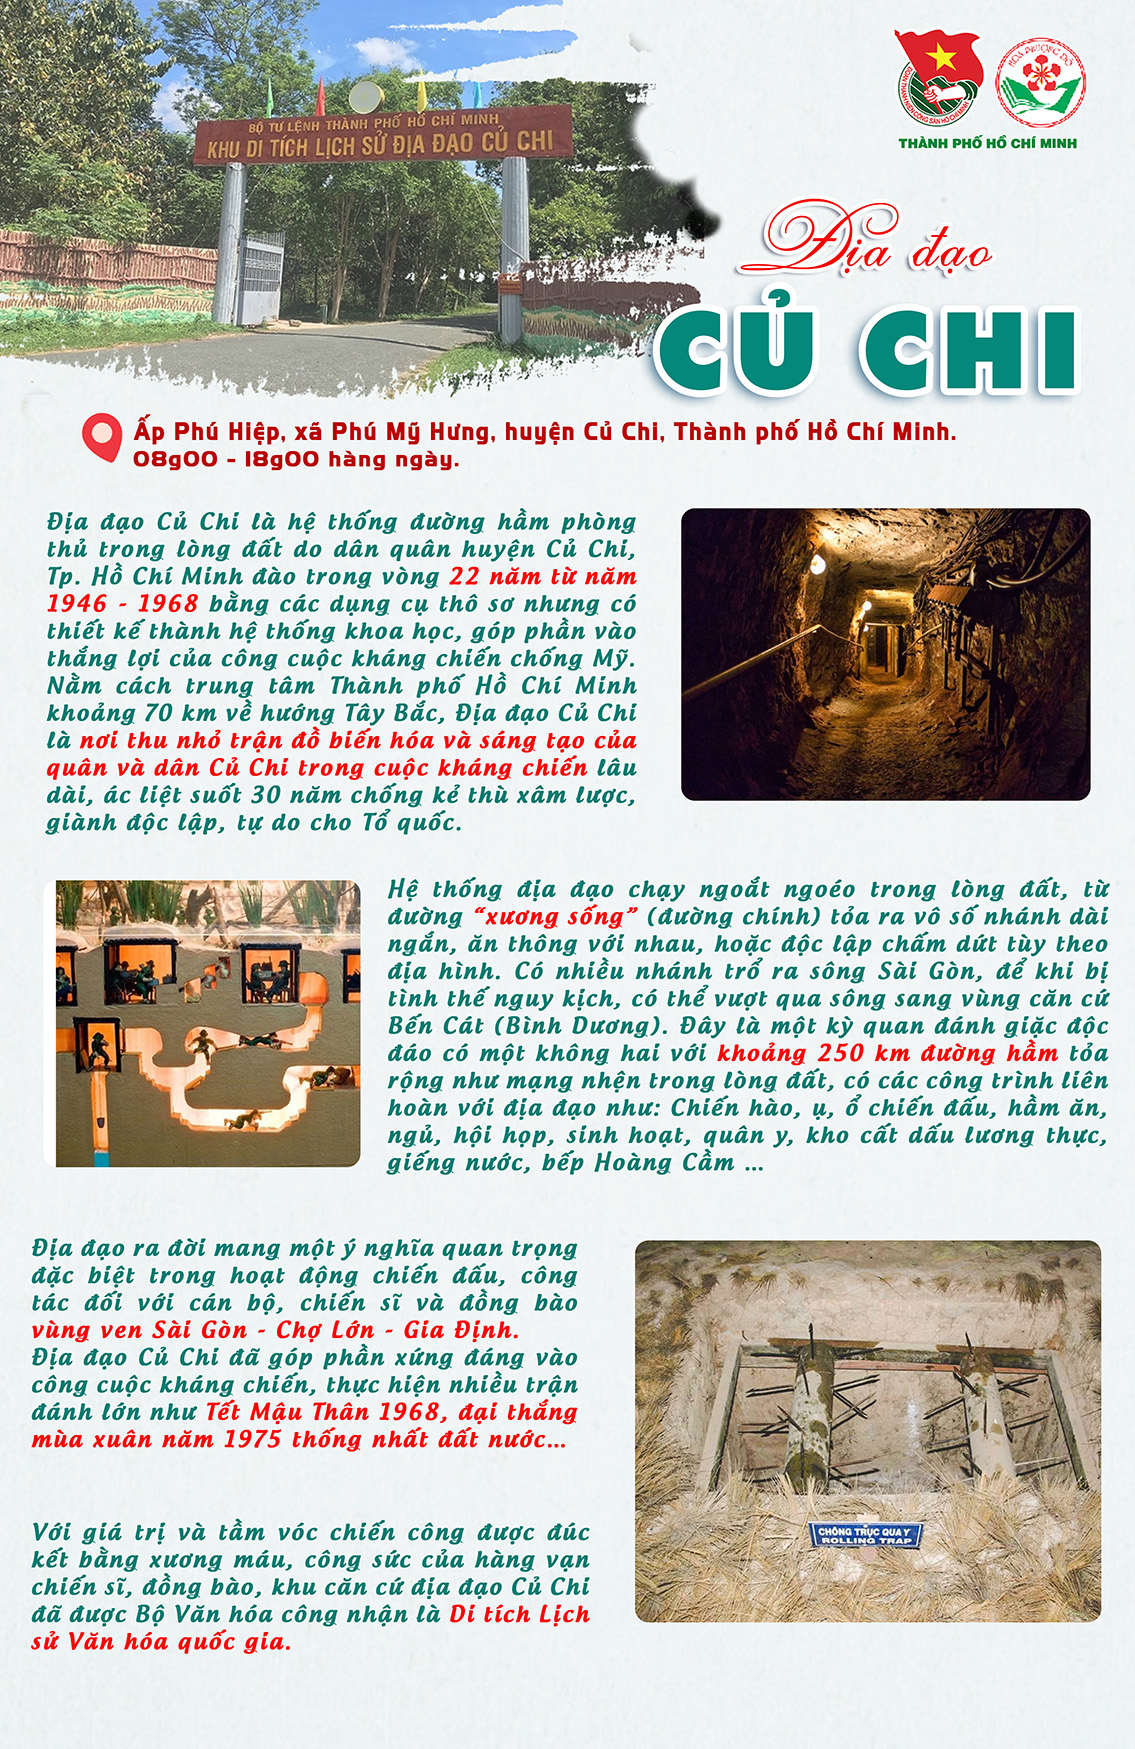 BỘ TƯ LỆNH THÀNH PHỐ HỒ CHÍ MINH
KHU DI TÍCH LỊCH SỬ ĐỊA ĐẠO CỦ CHI
ĐOÀN THANH NIÊN CỘNG SẢN HỒ CHÍ MINH
HOA PHƯỢNG ĐỎ
THÀNH PHỐ HỒ CHÍ MINH
Địa đạo
CỦ CHI
Ấp Phú Hiệp, xã Phú Mỹ Hưng, huyện Củ Chi, Thành phố Hồ Chí Minh.
08g00 - 18g00 hàng ngày.
Địa đạo Củ Chi là hệ thống đường hầm phòng
thủ trong lòng đất do dân quân huyện Củ Chi,
Tp. Hồ Chí Minh đào trong vòng 22 năm từ năm
1946 - 1968 bằng các dụng cụ thô sơ nhưng có
thiết kế thành hệ thống khoa học, góp phần vào
thắng lợi của công cuộc kháng chiến chống Mỹ.
Nằm cách trung tâm Thành phố Hồ Chí Minh
khoảng 70 km về hướng Tây Bắc, Địa đạo Củ Chi
là nơi thu nhỏ trận đồ biến hóa và sáng tạo của
quân và dân Củ Chi trong cuộc kháng chiến lâu
dài, ác liệt suốt 30 năm chống kẻ thù xâm lược,
giành độc lập, tự do cho Tổ quốc.
Hệ thống địa đạo chạy ngoắt ngoéo trong lòng đất, từ
đường “xương sống” (đường chính) tỏa ra vô số nhánh dài
ngắn, ăn thông với nhau, hoặc độc lập chấm dứt tùy theo
địa hình. Có nhiều nhánh trổ ra sông Sài Gòn, để khi bị
tình thế nguy kịch, có thể vượt qua sông sang vùng căn cứ
Bến Cát (Bình Dương). Đây là một kỳ quan đánh giặc độc
đáo có một không hai với khoảng 250 km đường hầm tỏa
rộng như mạng nhện trong lòng đất, có các công trình liên
hoàn với địa đạo như: Chiến hào, ụ, ổ chiến đấu, hầm ăn,
ngủ, hội họp, sinh hoạt, quân y, kho cất dấu lương thực,
giếng nước, bếp Hoàng Cầm ...
Địa đạo ra đời mang một ý nghĩa quan trọng
đặc biệt trong hoạt động chiến đấu, công
tác đối với cán bộ, chiến sĩ và đồng bào
vùng ven Sài Gòn - Chợ Lớn - Gia Định.
Địa đạo Củ Chi đã góp phần xứng đáng vào
công cuộc kháng chiến, thực hiện nhiều trận
đánh lớn như Tết Mậu Thân 1968, đại thắng
mùa xuân năm 1975 thống nhất đất nước...
CHÔNG TRỤC QUAY
ROLLING TRAP
Với giá trị và tầm vóc chiến công được đúc
kết bằng xương máu, công sức của hàng vạn
chiến sĩ, đồng bào, khu căn cứ địa đạo Củ Chi
đã được Bộ Văn hóa công nhận là Di tích Lịch
sử Văn hóa quốc gia.